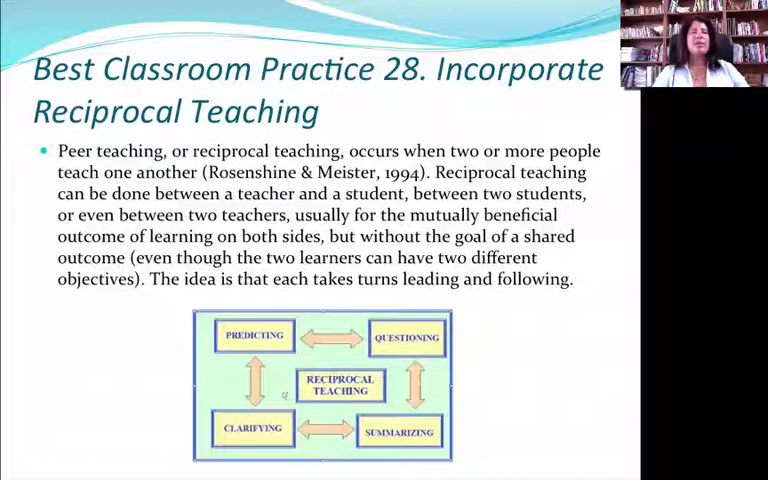 Best Classroom Practice 28. Incorporate
Reciprocal Teaching
• Peer teaching, or reciprocal teaching, occurs when two or more people
teach one another (Rosenshine & Meister, 1994). Reciprocal teaching
can be done between a teacher and a student, between two students,
or even between two teachers, usually for the mutually beneficial
outcome of learning on both sides, but without the goal of a shared
outcome (even though the two learners can have two different
objectives). The idea is that each takes turns leading and following.
PREDICTING
QUESTIONING
RECIPROCAL
TEACHING
CLARIFYING
SUMMARIZING